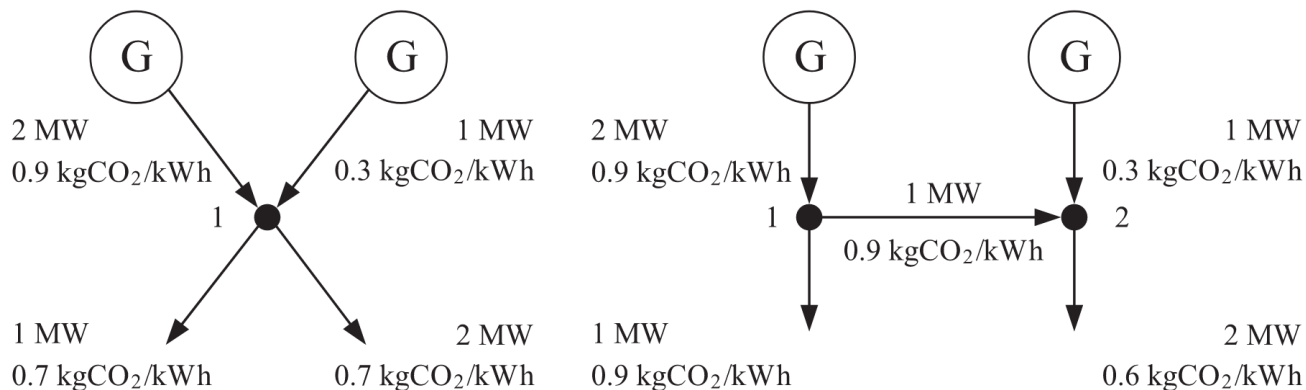 G
G
2 MW
0.9 kgCO₂/kWh
1 MW
0.3 kgCO₂/kWh
1
1 MW
0.7 kgCO₂/kWh
2 MW
0.7 kgCO₂/kWh
G
G
2 MW
0.9 kgCO₂/kWh
1 MW
0.3 kgCO₂/kWh
1 MW
0.9 kgCO₂/kWh
1
2
1 MW
0.9 kgCO₂/kWh
2 MW
0.6 kgCO₂/kWh